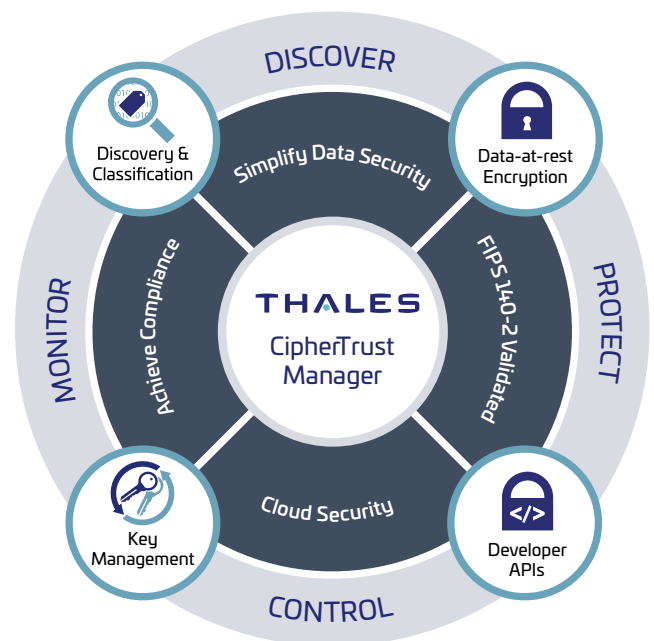 DISCOVER
Discovery &
Classification
Data-at-rest
Encryption
Simplify Data Security
MONITOR
Achieve Compliance
THALES
CipherTrust
Manager
FIPS 140-2 Validated
PROTECT
Cloud Security
Key
Management
</>
Developer
APIs
CONTROL